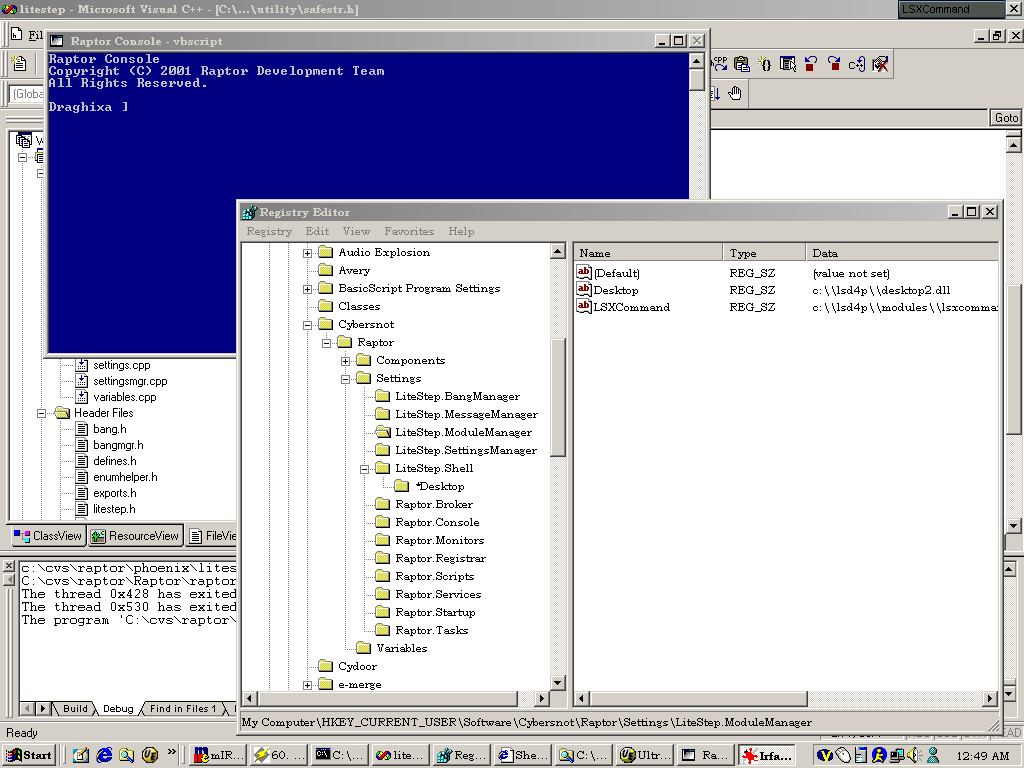 litestep - Microsoft Visual C++ - [C:\...\utility\safestr.h]
LSXCommand
Raptor Console - vbscript
Raptor Console
Copyright (C) 2001 Raptor Development Team
All Rights Reserved.
Draghixa ]
Goto
Registry Editor
Registry Edit View Favorites Help
Audio Explosion
Avery
BasicScript Program Settings
Classes
Cybersnot
Raptor
Components
Settings
LiteStep.BangManager
LiteStep.MessageManager
LiteStep.ModuleManager
LiteStep.SettingsManager
LiteStep.Shell
*Desktop
Raptor.Broker
Raptor.Console
Raptor.Monitors
Raptor.Registrar
Raptor.Scripts
Raptor.Services
Raptor.Startup
Raptor.Tasks
Variables
Cydoor
e-merge
Name Type Data
(Default) REG_SZ (value not set)
Desktop REG_SZ c:\\lsd4p\\desktop2.dll
LSXCommand REG_SZ c:\\lsd4p\\modules\\lsxcomma
My Computer\HKEY_CURRENT_USER\Software\Cybersnot\Raptor\Settings\LiteStep.ModuleManager
settings.cpp
settingsmgr.cpp
variables.cpp
Header Files
bang.h
bangmgr.h
defines.h
enumhelper.h
exports.h
litestep.h
ClassView ResourceView FileVie
c:\cvs\raptor\phoenix\lites
C:\cvs\raptor\Raptor\raptor
The thread 0x428 has exited
The thread 0x530 has exited
The program 'C:\cvs\raptor\
Build Debug Find in Files 1
Ready
Start mIR... 60... C:\... lite... Reg... She... C:\... Ultr... Ra... Irfa... 12:49 AM